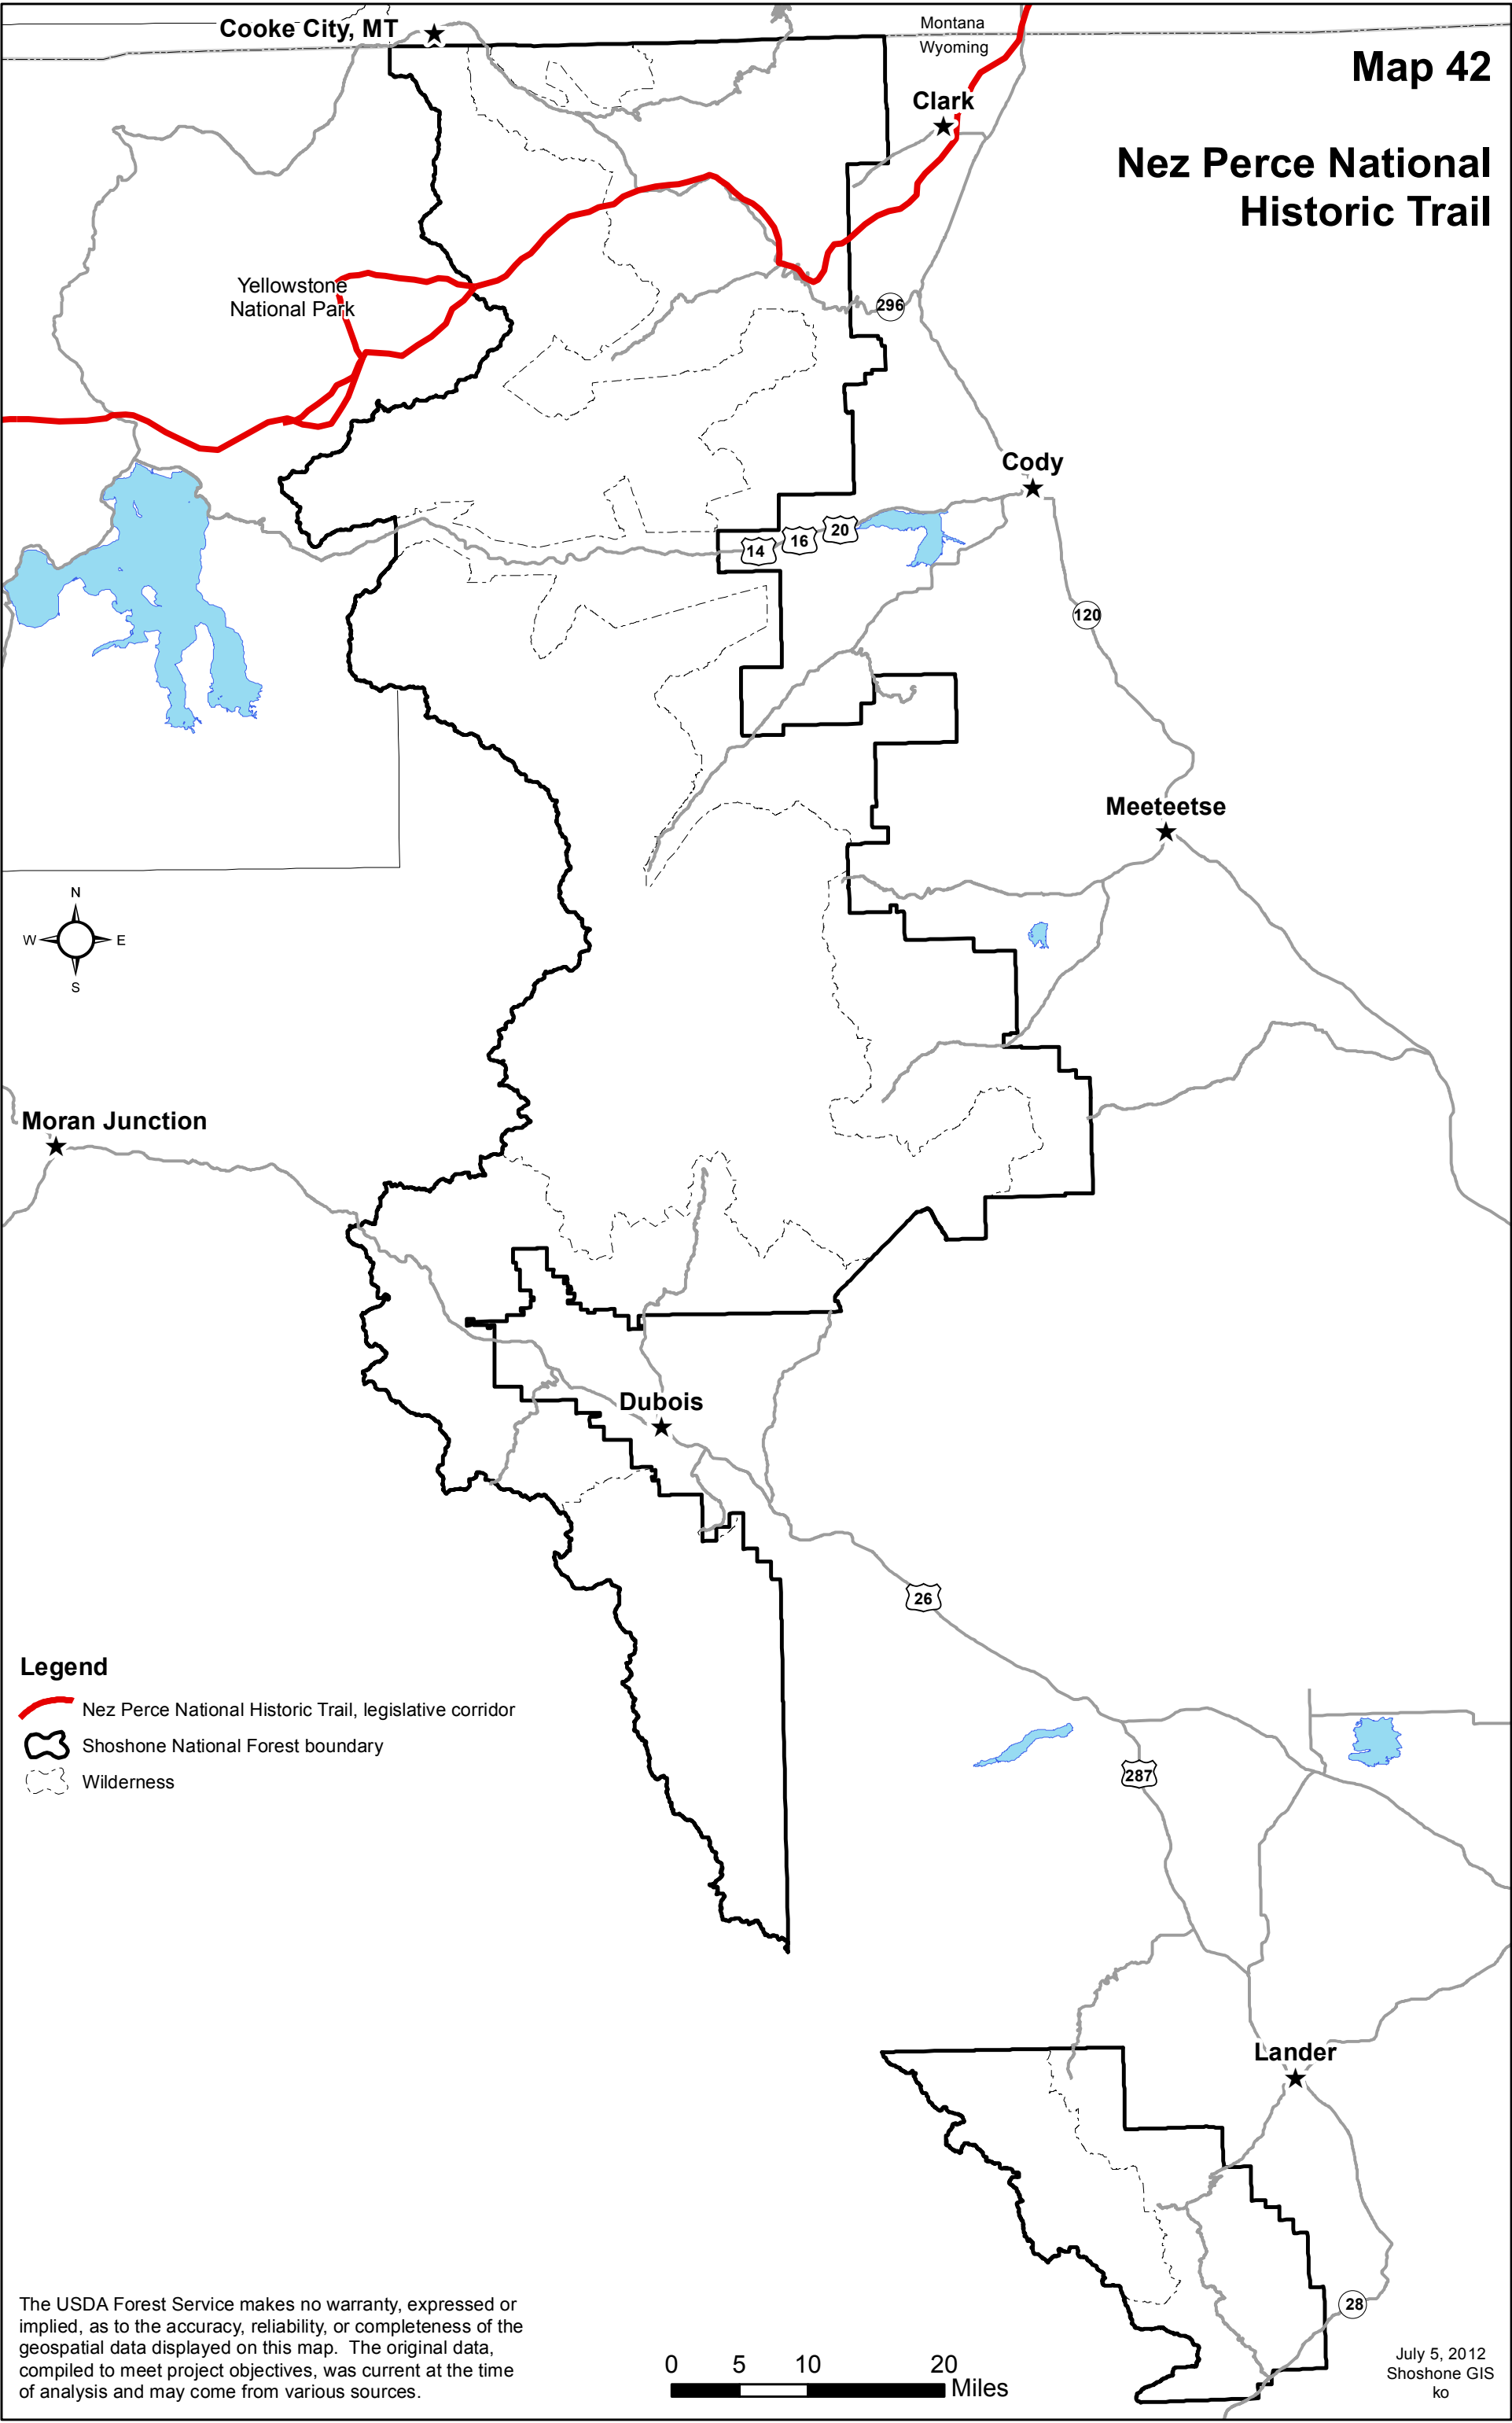 Cooke City, MT
Montana
Wyoming
Map 42
Clark
Nez Perce National
Historic Trail
Yellowstone
National Park
296
Cody
20
16
14
120
Meeteetse
N
W
E
S
Moran Junction
Dubois
26
Legend
Nez Perce National Historic Trail, legislative corridor
Shoshone National Forest boundary
Wilderness
287
Lander
28
The USDA Forest Service makes no warranty, expressed or
implied, as to the accuracy, reliability, or completeness of the
geospatial data displayed on this map.  The original data,
compiled to meet project objectives, was current at the time
of analysis and may come from various sources.
0 5 10 20
Miles
July 5, 2012
Shoshone GIS
ko